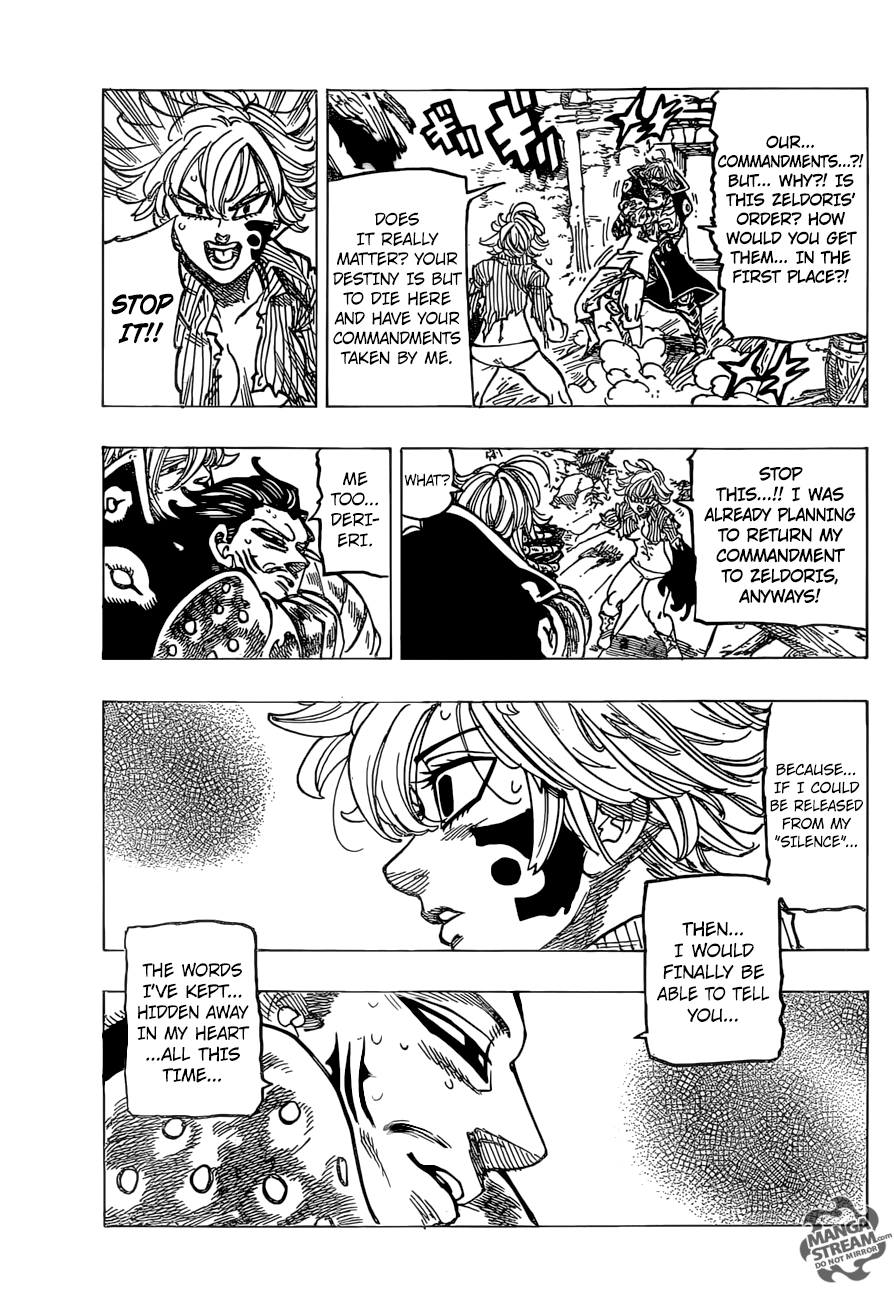 OUR...
COMMANDMENTS...?!
BUT... WHY?! IS
THIS ZELDORIS'
ORDER? HOW
WOULD YOU GET
THEM... IN THE
FIRST PLACE?!
ギギ
DOES
IT REALLY
MATTER? YOUR
DESTINY IS BUT
TO DIE HERE
AND HAVE YOUR
COMMANDMENTS
TAKEN BY ME.
STOP
IT!!
STOP
THIS...!! I WAS
ALREADY PLANNING
TO RETURN MY
COMMANDMENT
TO ZELDORIS,
ANYWAYS!
WHAT?
ME
TOO...
DERI-
ERI.
BECAUSE...
IF I COULD
BE RELEASED
FROM MY
"SILENCE"...
THEN...
I WOULD
FINALLY BE
ABLE TO TELL
YOU...
THE WORDS
I'VE KEPT...
HIDDEN AWAY
IN MY HEART
...ALL THIS
TIME...
MANGA
STREAM.com
DO NOT MIRROR